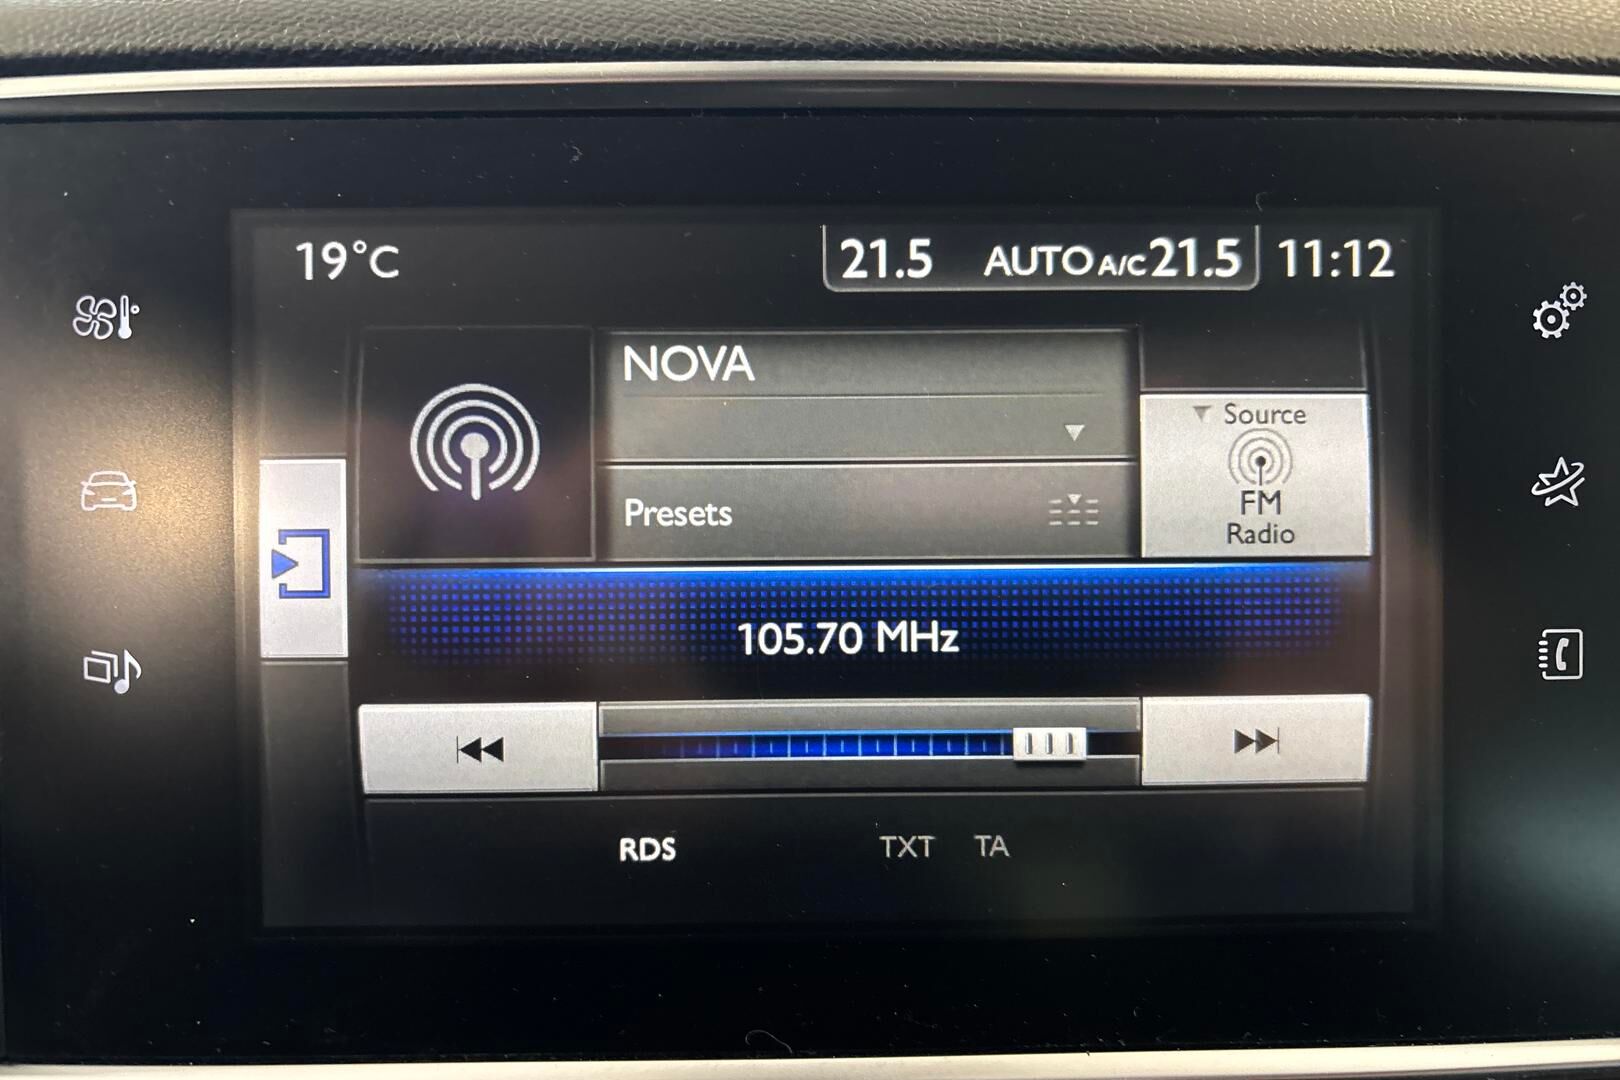 19°C 21.5 AUTO A/C 21.5 11:12
NOVA
Source
FM
Radio
Presets
105.70 MHz
RDS TXT TA